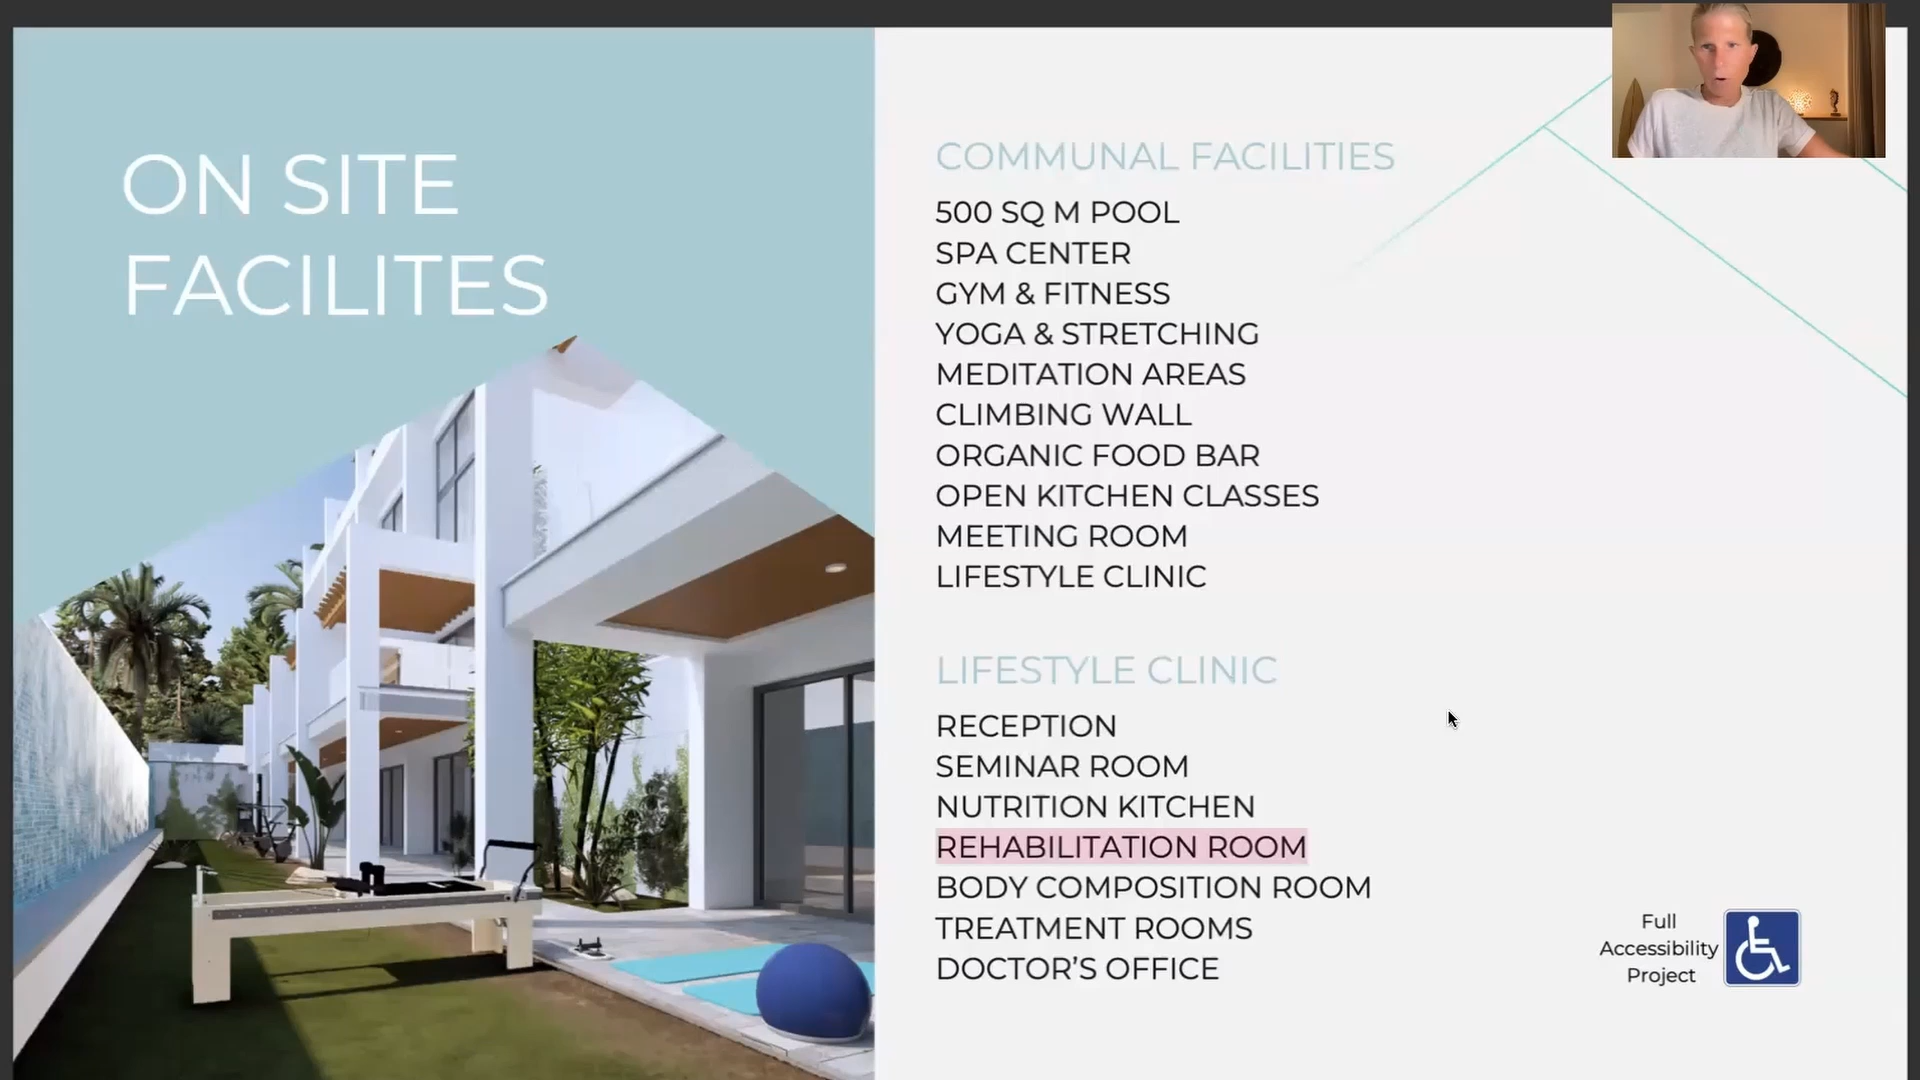 ON SITE
FACILITES
COMMUNAL FACILITIES
500 SQ M POOL
SPA CENTER
GYM & FITNESS
YOGA & STRETCHING
MEDITATION AREAS
CLIMBING WALL
ORGANIC FOOD BAR
OPEN KITCHEN CLASSES
MEETING ROOM
LIFESTYLE CLINIC
LIFESTYLE CLINIC
RECEPTION
SEMINAR ROOM
NUTRITION KITCHEN
REHABILITATION ROOM
BODY COMPOSITION ROOM
TREATMENT ROOMS
DOCTOR’S OFFICE
Full
Accessibility
Project